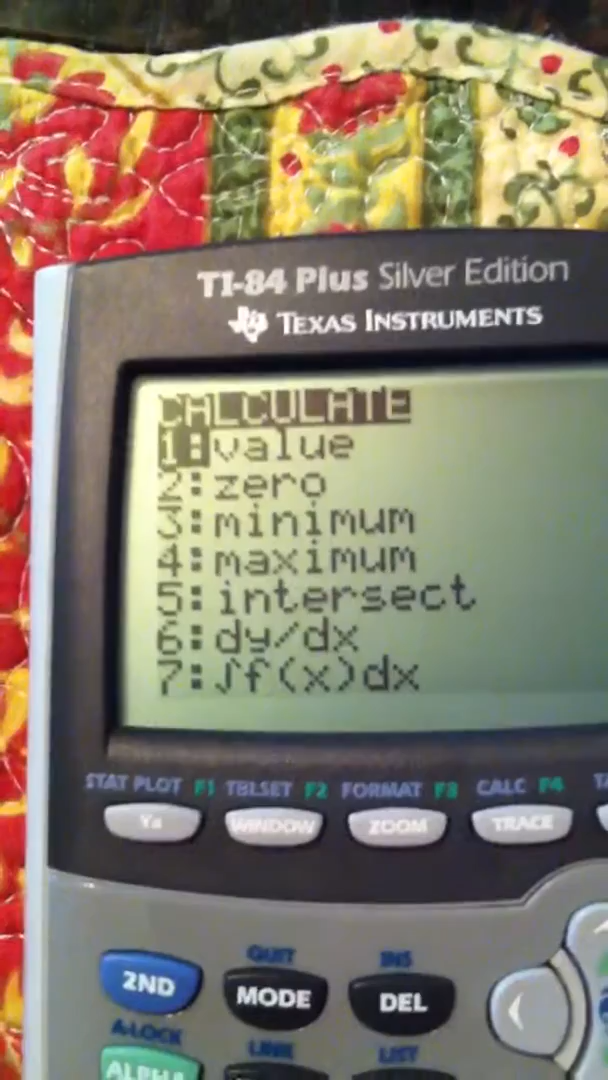 TI-84 Plus Silver Edition
TEXAS INSTRUMENTS
CALCULATE
1:value
2:zero
3:minimum
4:maximum
5:intersect
6:dy/dx
7:∫f(x)dx
STAT PLOT F1 TBLSET F2 FORMAT F3 CALC F4
Y= WINDOW ZOOM TRACE
QUIT INS
2ND MODE DEL
A-LOCK LINK LIST
ALPHA